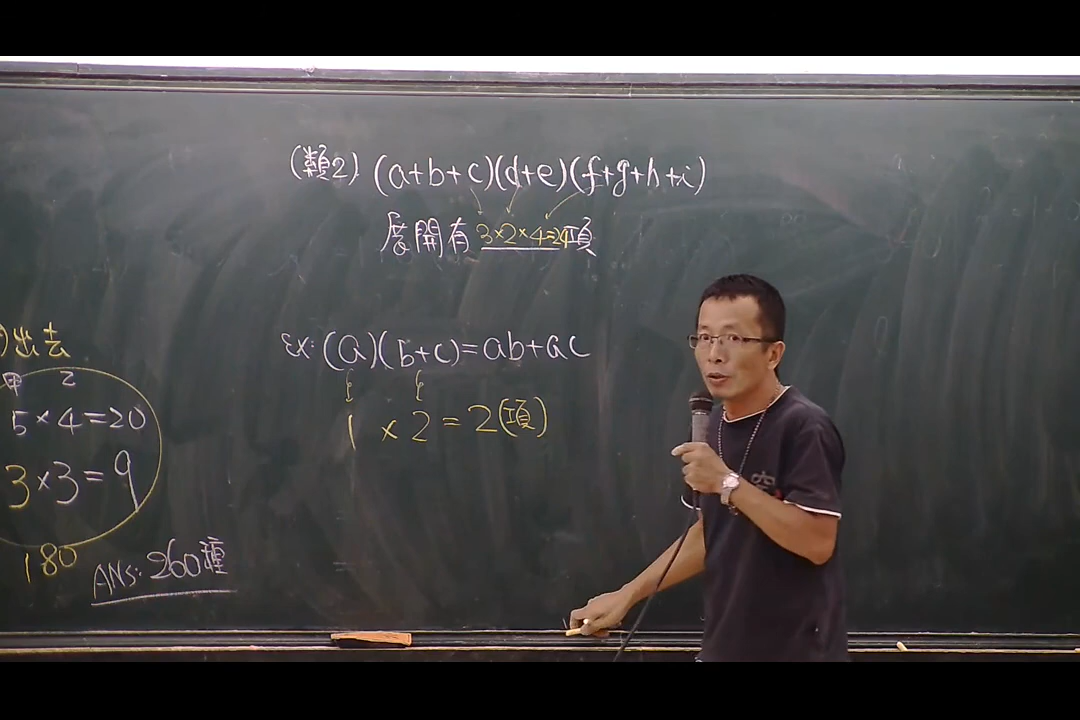 (類2) (a+b+c)(d+e)(f+g+h+i)
展開有 3×2×4=24項
Ex: (a)(b+c)=ab+ac
1 × 2 = 2(項)
)出去
甲 乙
5×4=20
3×3=9
180
ANS: 260種